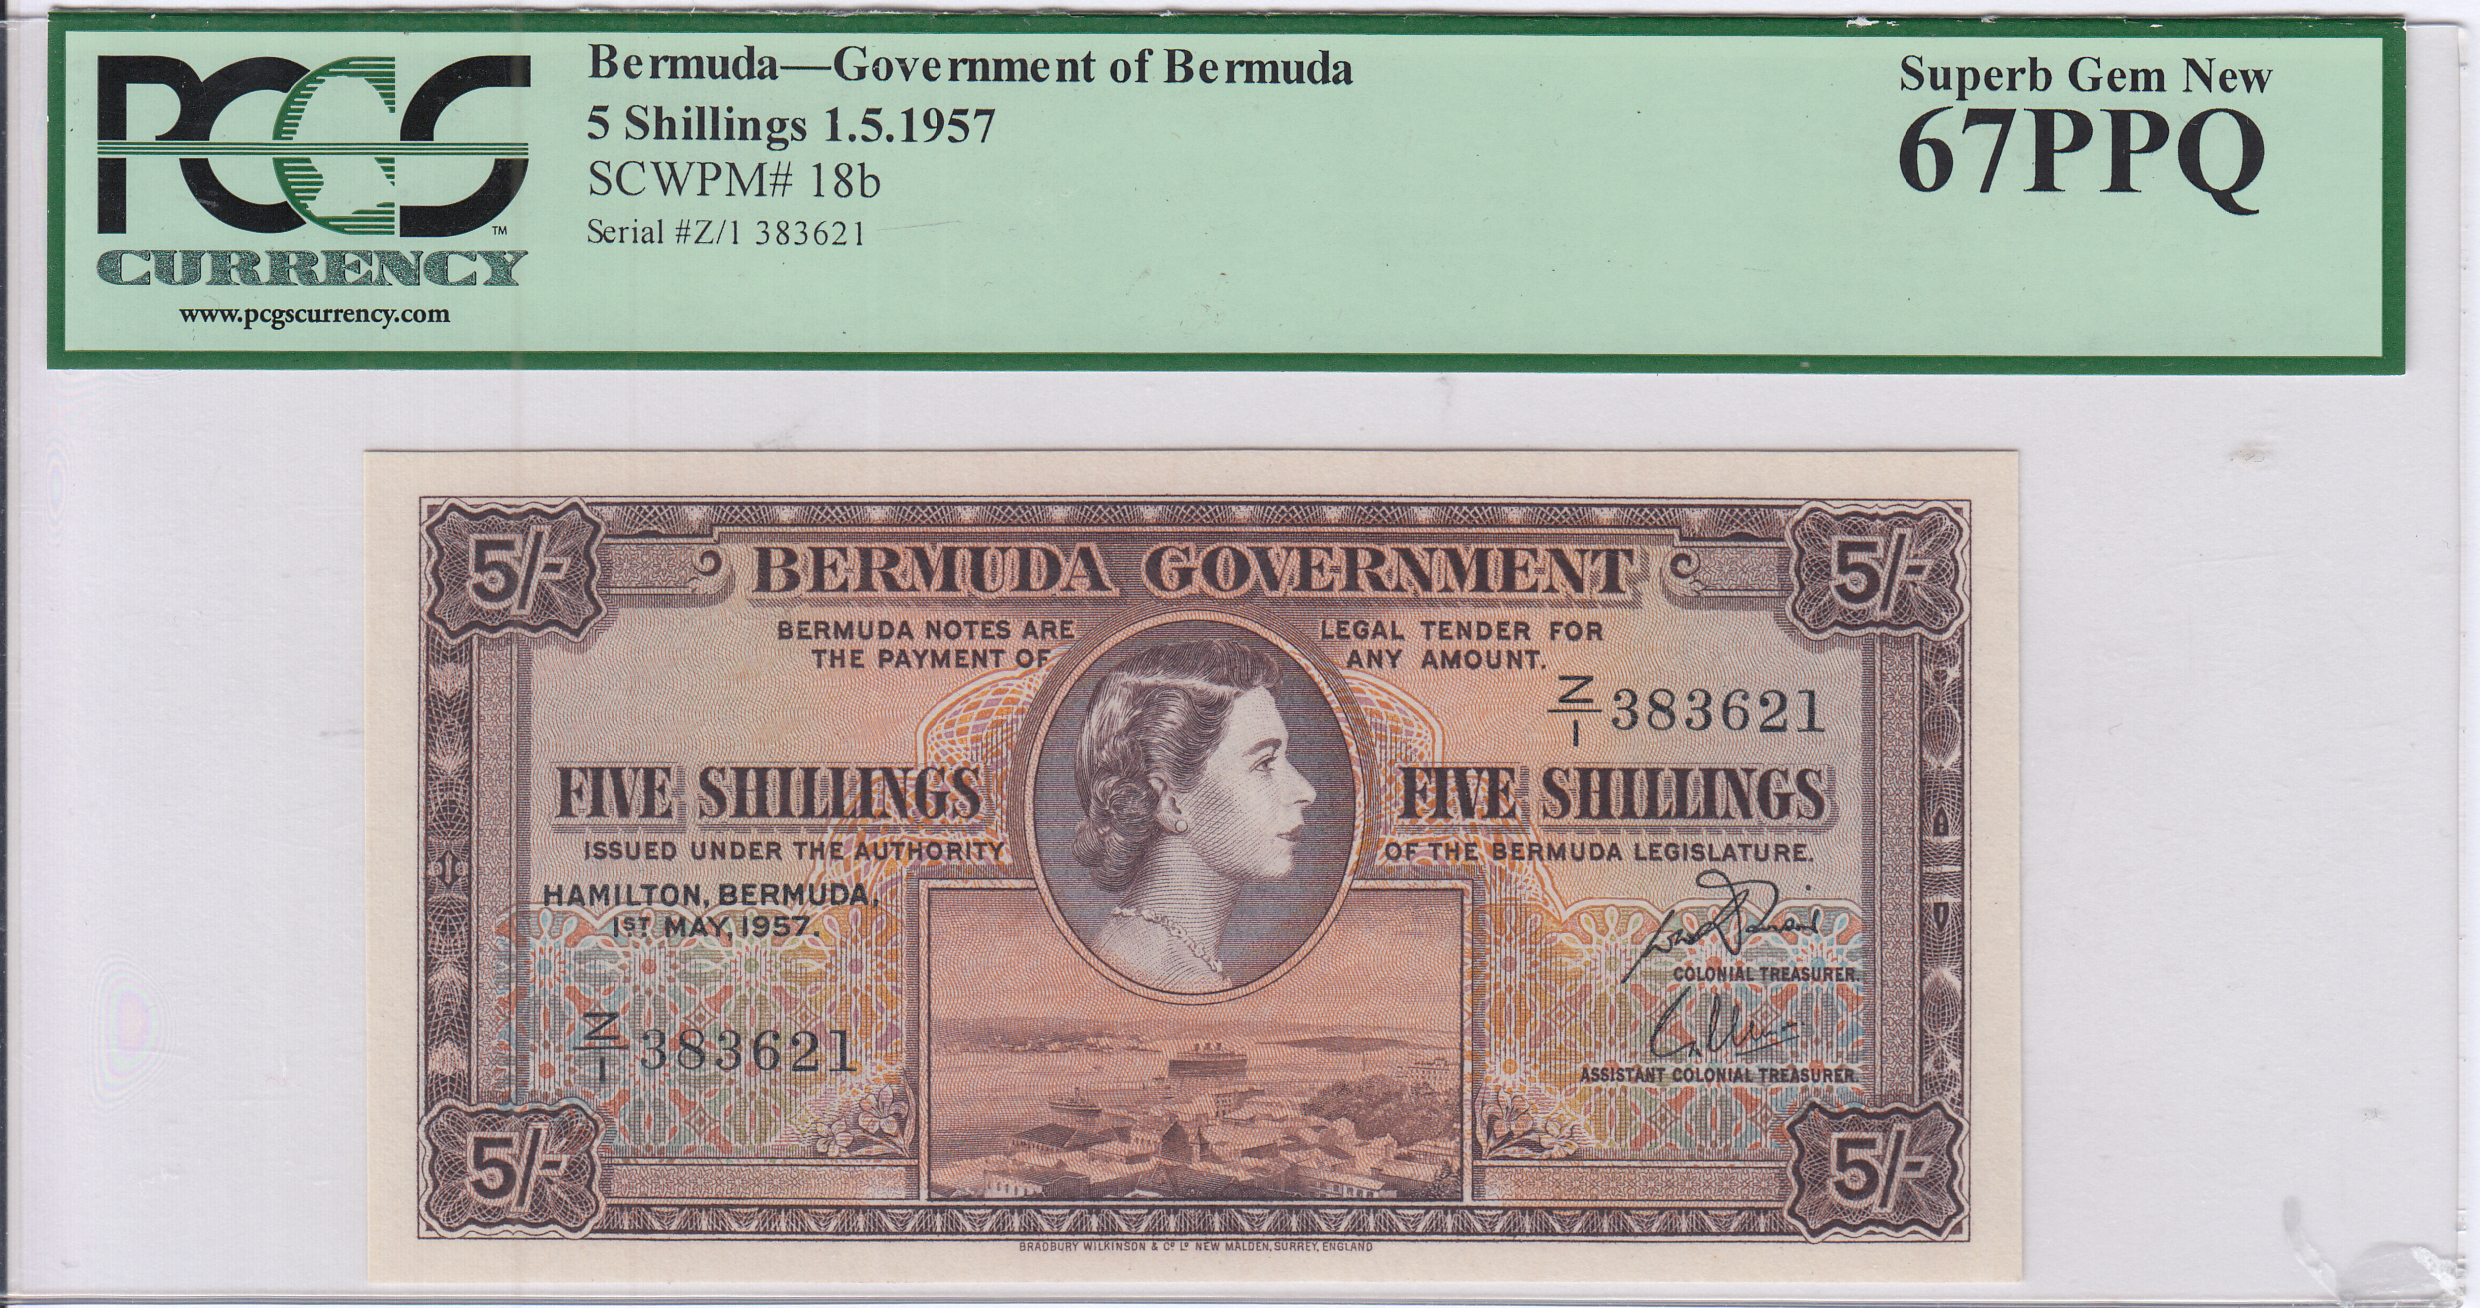 PCGS
CURRENCY
www.pcgscurrency.com
Bermuda—Government of Bermuda
5 Shillings 1.5.1957
SCWPM# 18b
Serial #Z/1 383621
Superb Gem New
67PPQ
5/- 5/-
BERMUDA GOVERNMENT
BERMUDA NOTES ARE LEGAL TENDER FOR
THE PAYMENT OF ANY AMOUNT.
Z/1 383621
FIVE SHILLINGS FIVE SHILLINGS
ISSUED UNDER THE AUTHORITY OF THE BERMUDA LEGISLATURE.
HAMILTON, BERMUDA,
1ST MAY, 1957.
COLONIAL TREASURER.
Z/1 383621
ASSISTANT COLONIAL TREASURER.
5/- 5/-
BRADBURY WILKINSON & Co Ld NEW MALDEN, SURREY, ENGLAND